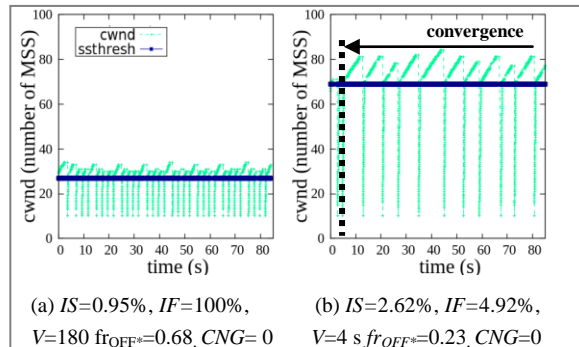 cwnd
ssthresh
convergence
100
80
60
40
20
0
cwnd (number of MSS)
0 10 20 30 40 50 60 70 80
time (s)
100
80
60
40
20
0
cwnd (number of MSS)
0 10 20 30 40 50 60 70 80
time (s)
(a) IS=0.95%, IF=100%,
V=180 frOFF*=0.68, CNG= 0
(b) IS=2.62%, IF=4.92%,
V=4 s frOFF*=0.23, CNG=0